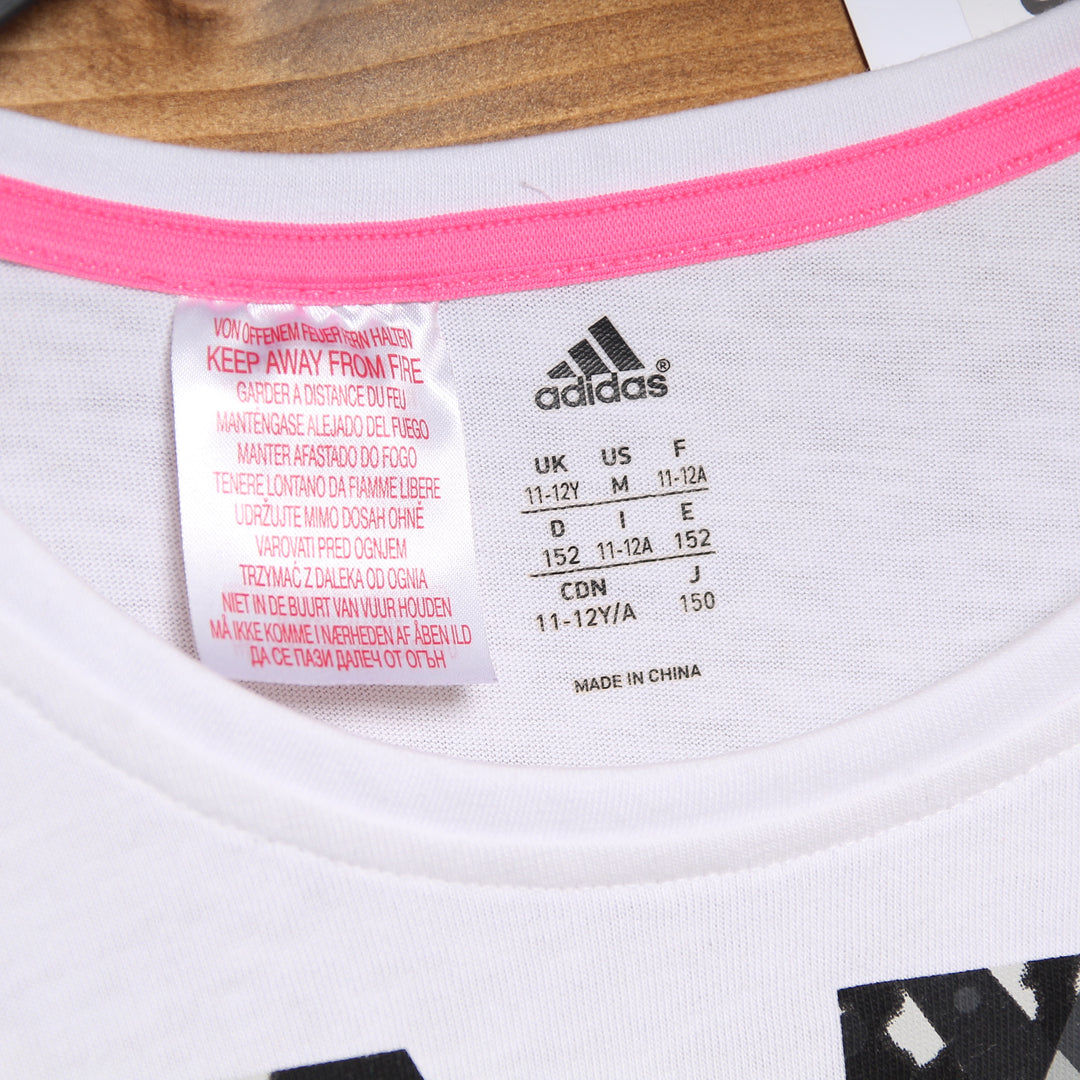 VON OFFENEM FEUER FERN HALTEN
KEEP AWAY FROM FIRE
GARDER A DISTANCE DU FEU
MANTÉNGASE ALEJADO DEL FUEGO
MANTER AFASTADO DO FOGO
TENERE LONTANO DA FIAMME LIBERE
UDRŽUJTE MIMO DOSAH OHNĚ
VAROVATI PRED OGNJEM
TRZYMAĆ Z DALEKA OD OGNIA
NIET IN DE BUURT VAN VUUR HOUDEN
MÅ IKKE KOMME I NÆRHEDEN AF ÅBEN ILD
ДА СЕ ПАЗИ ДАЛЕЧ ОТ ОГЪН
adidas®
UK US F
11-12Y M 11-12A
D I E
152 11-12A 152
CDN J
11-12Y/A 150
MADE IN CHINA